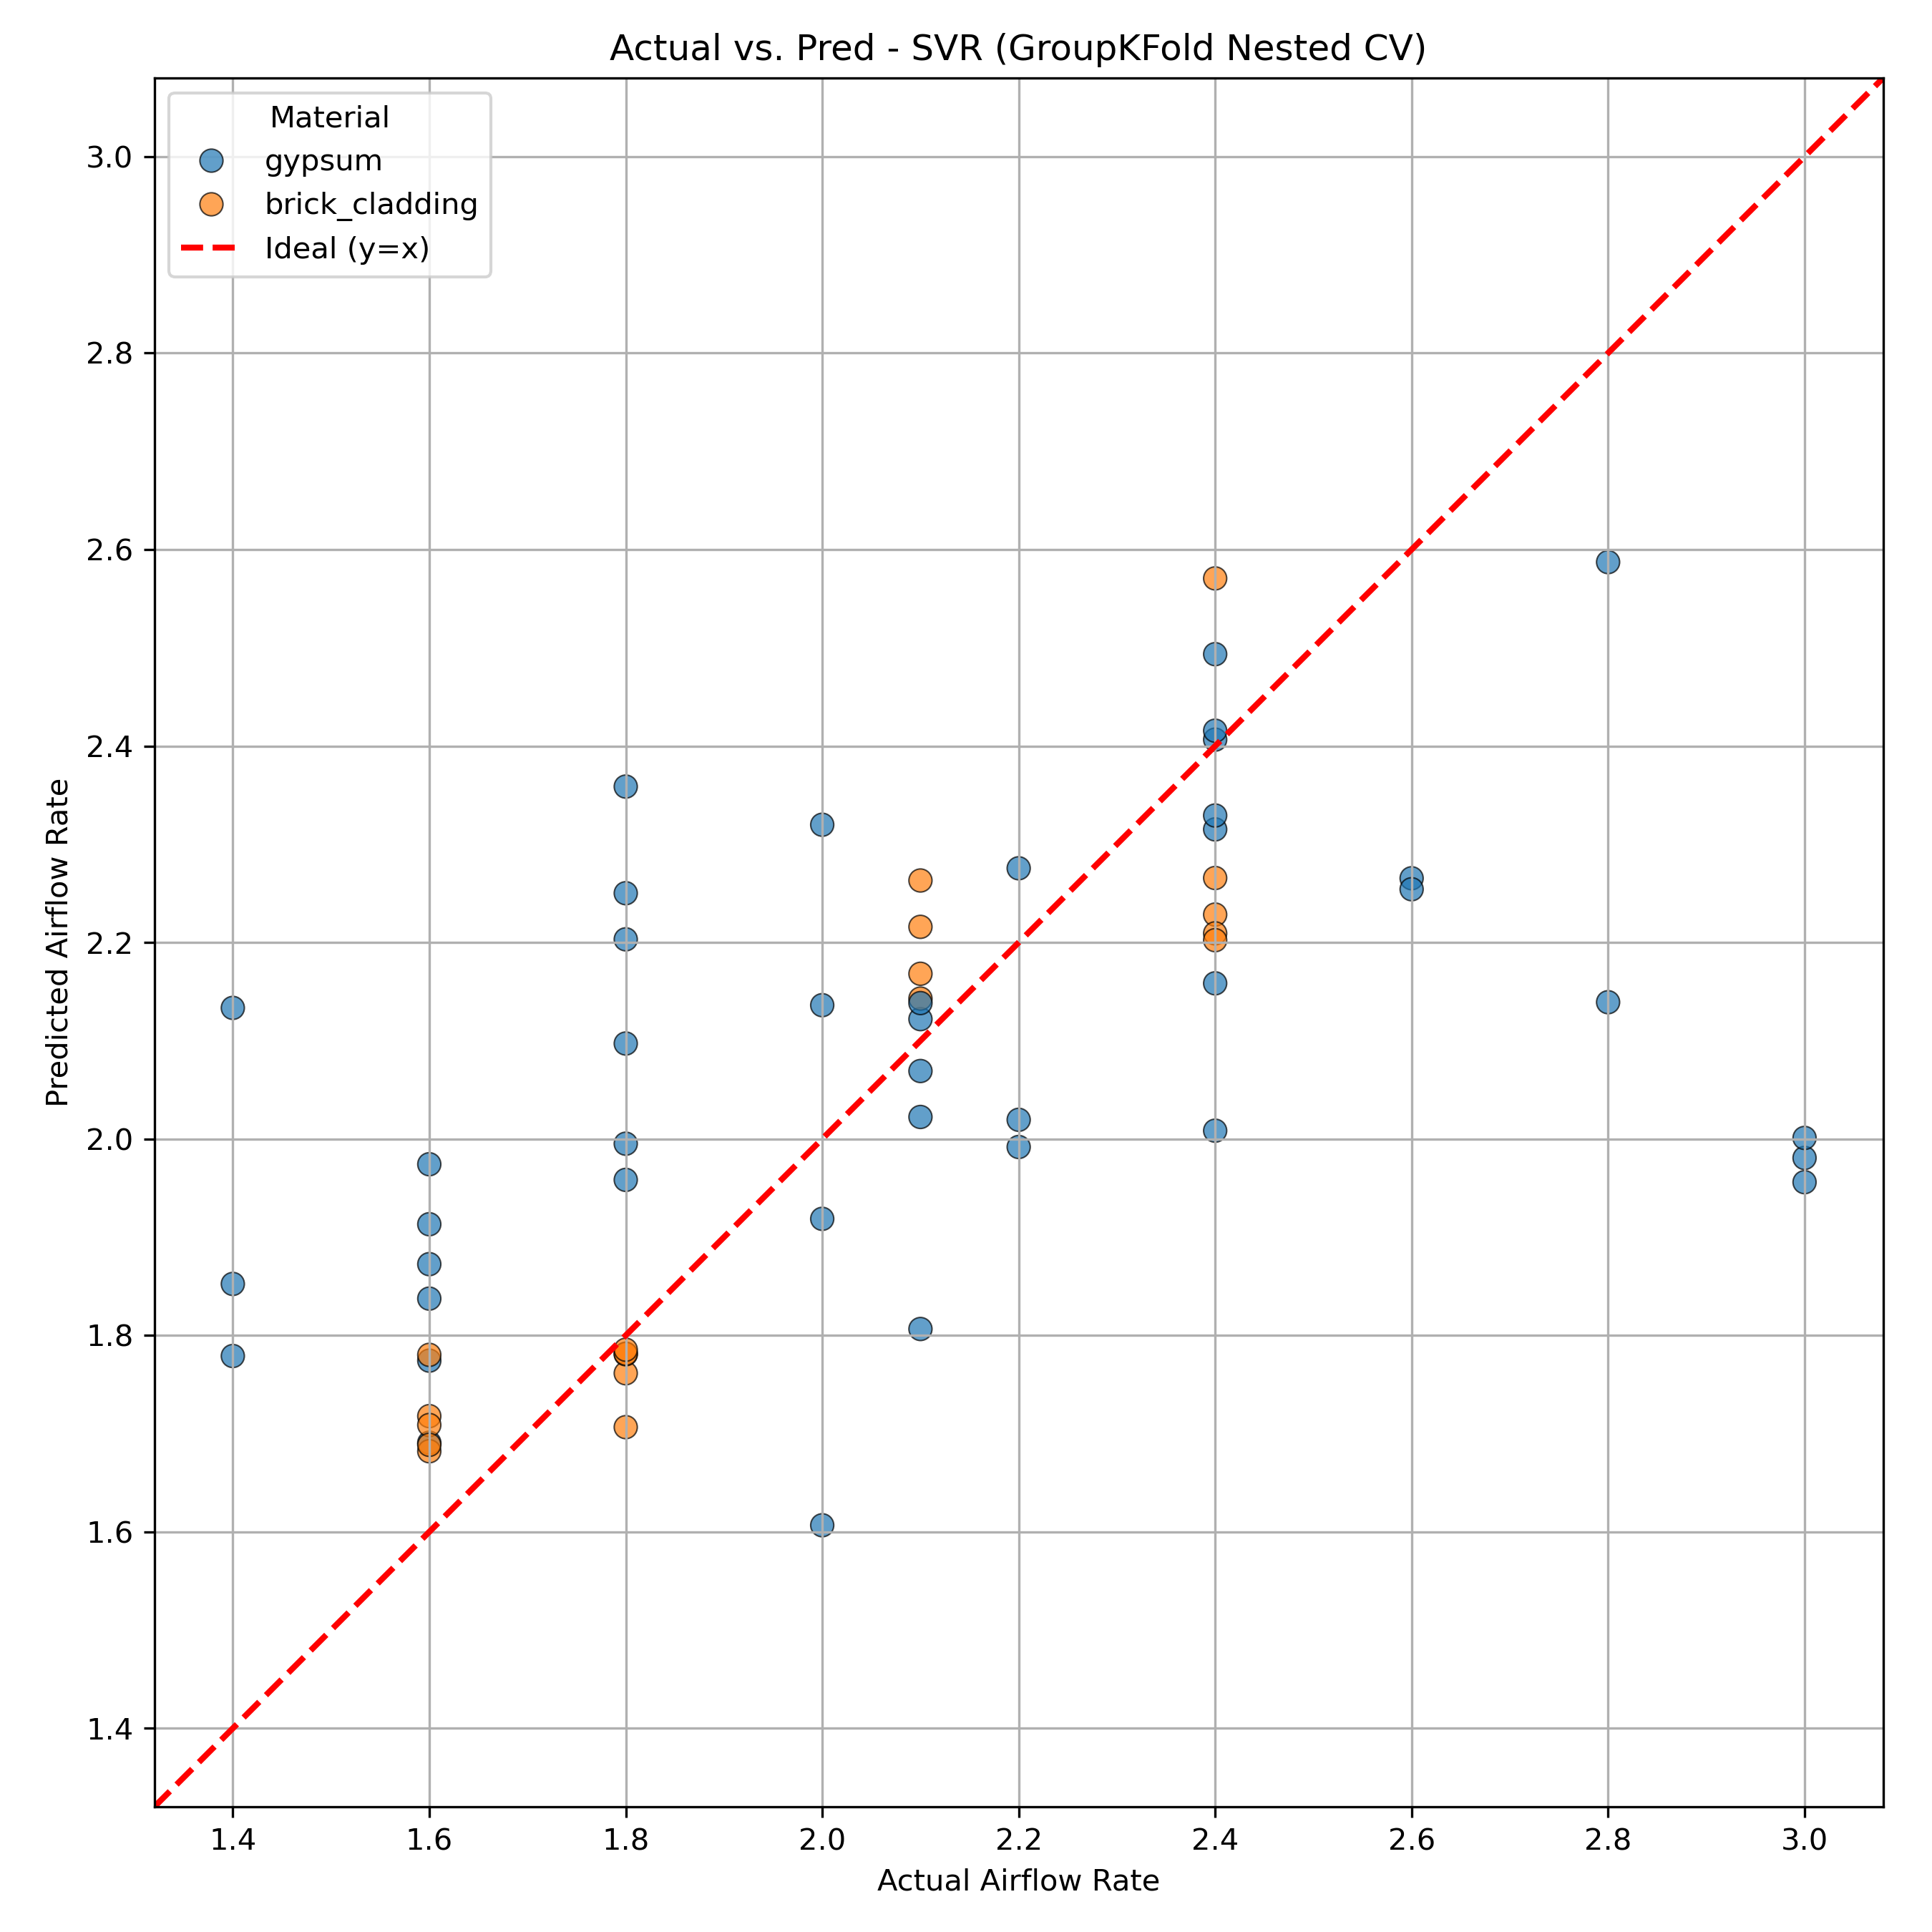 Actual vs. Pred - SVR (GroupKFold Nested CV)
Material
gypsum
brick_cladding
Ideal (y=x)
Predicted Airflow Rate
3.0
2.8
2.6
2.4
2.2
2.0
1.8
1.6
1.4
1.4 1.6 1.8 2.0 2.2 2.4 2.6 2.8 3.0
Actual Airflow Rate